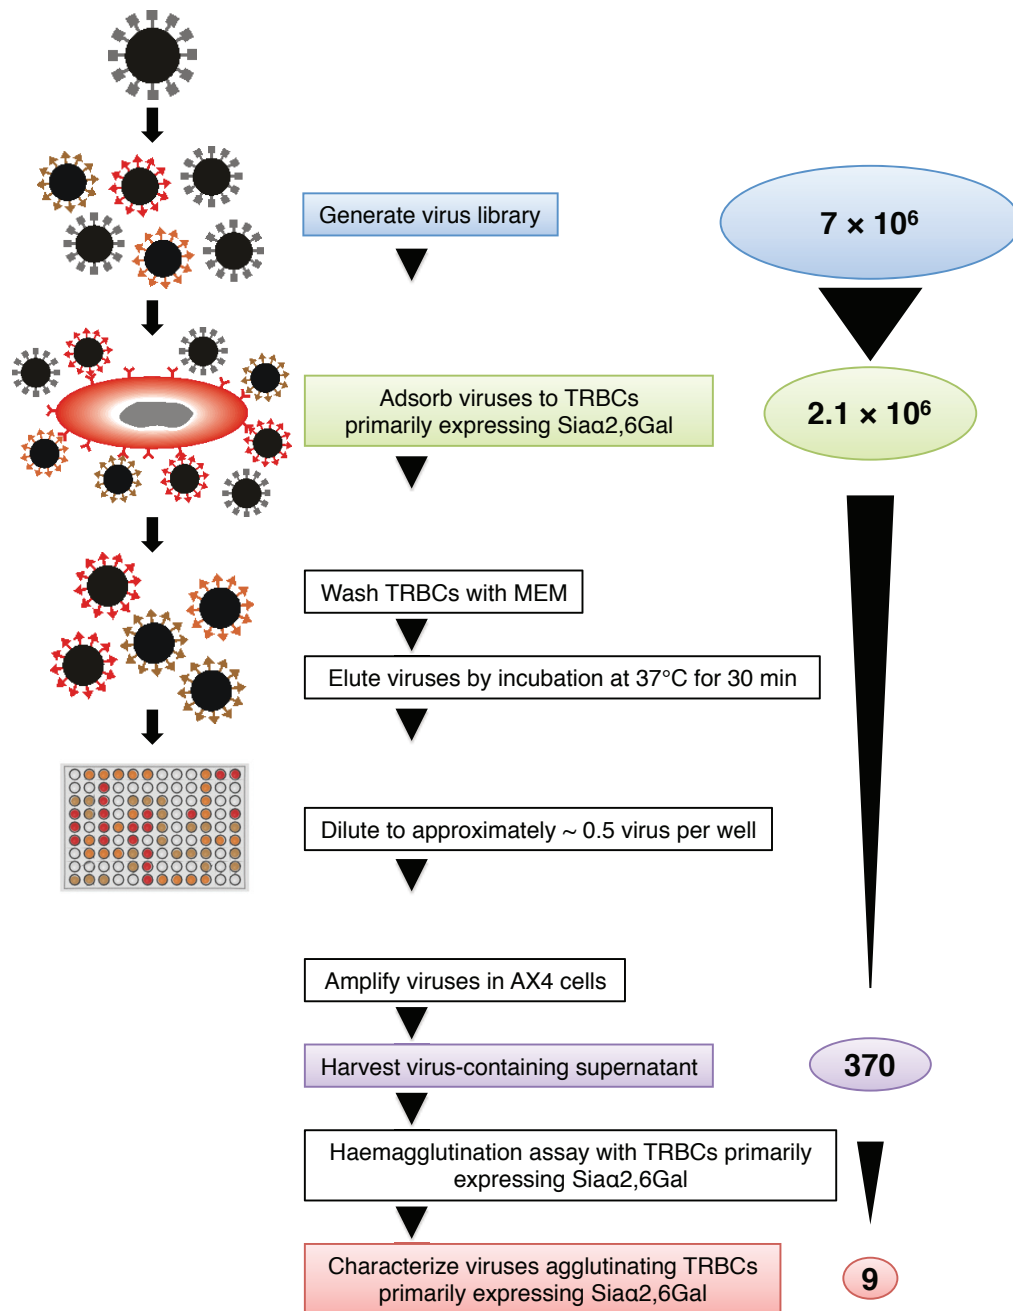 Generate virus library
7 × 10⁶
Adsorb viruses to TRBCs
primarily expressing Siaα2,6Gal
2.1 × 10⁶
Wash TRBCs with MEM
Elute viruses by incubation at 37°C for 30 min
Dilute to approximately ~ 0.5 virus per well
Amplify viruses in AX4 cells
Harvest virus-containing supernatant
370
Haemagglutination assay with TRBCs primarily
expressing Siaα2,6Gal
Characterize viruses agglutinating TRBCs
primarily expressing Siaα2,6Gal
9